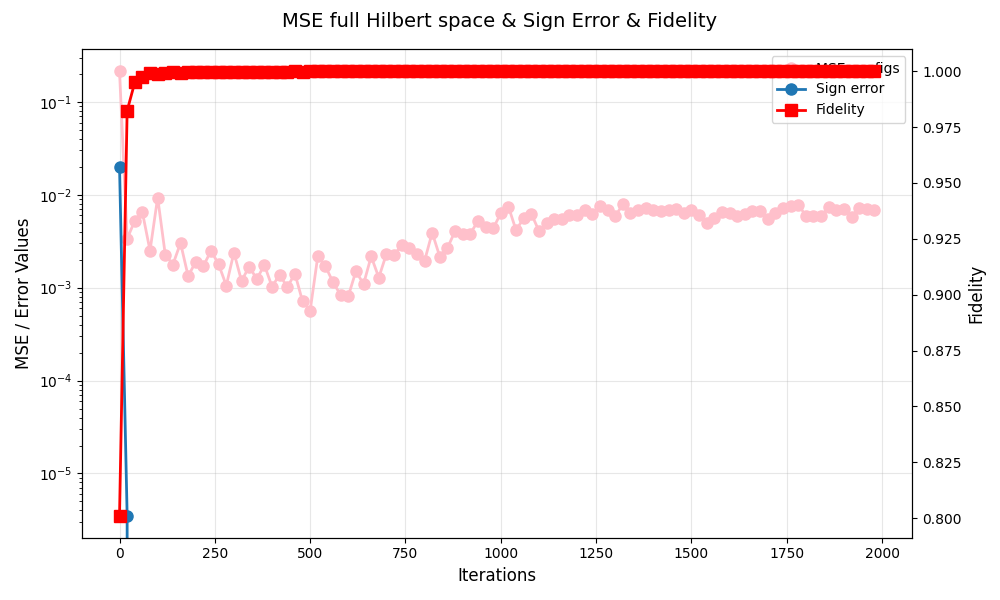 MSE full Hilbert space & Sign Error & Fidelity
MSE
Sign error
Fidelity
MSE / Error Values
10⁻¹
10⁻²
10⁻³
10⁻⁴
10⁻⁵
1.000
0.975
0.950
0.925
0.900
0.875
0.850
0.825
0.800
Fidelity
0 250 500 750 1000 1250 1500 1750 2000
Iterations